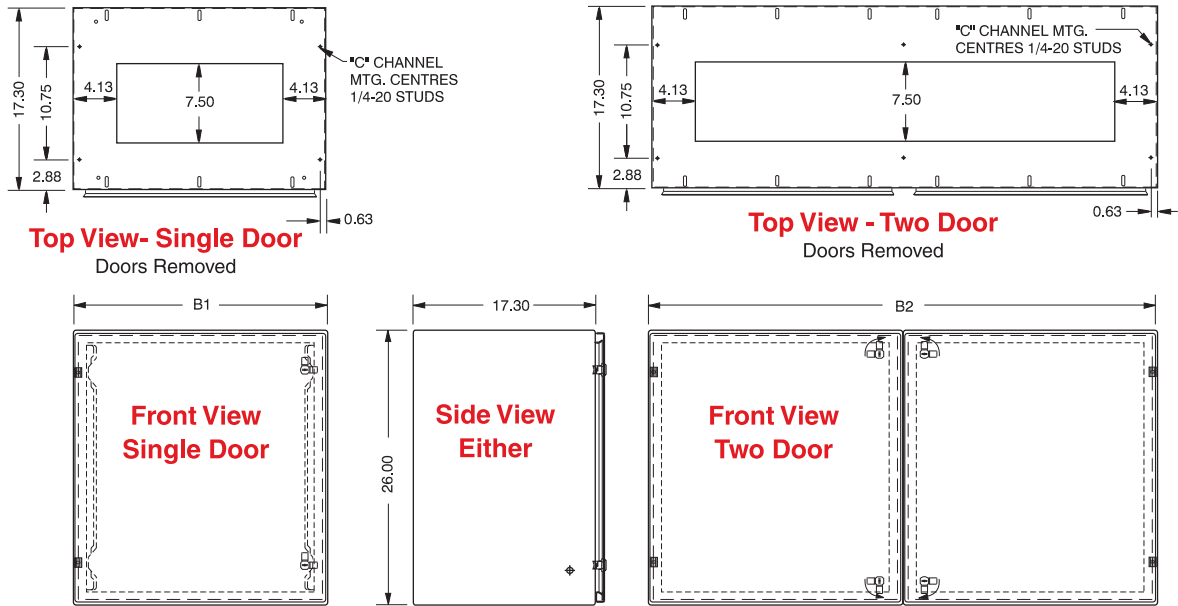 17.30
10.75
2.88
4.13
7.50
4.13
"C" CHANNEL
MTG. CENTRES
1/4-20 STUDS
0.63
Top View- Single Door
Doors Removed
17.30
10.75
2.88
4.13
7.50
4.13
"C" CHANNEL MTG.
CENTRES 1/4-20 STUDS
0.63
Top View - Two Door
Doors Removed
B1
Front View
Single Door
17.30
26.00
Side View
Either
B2
Front View
Two Door